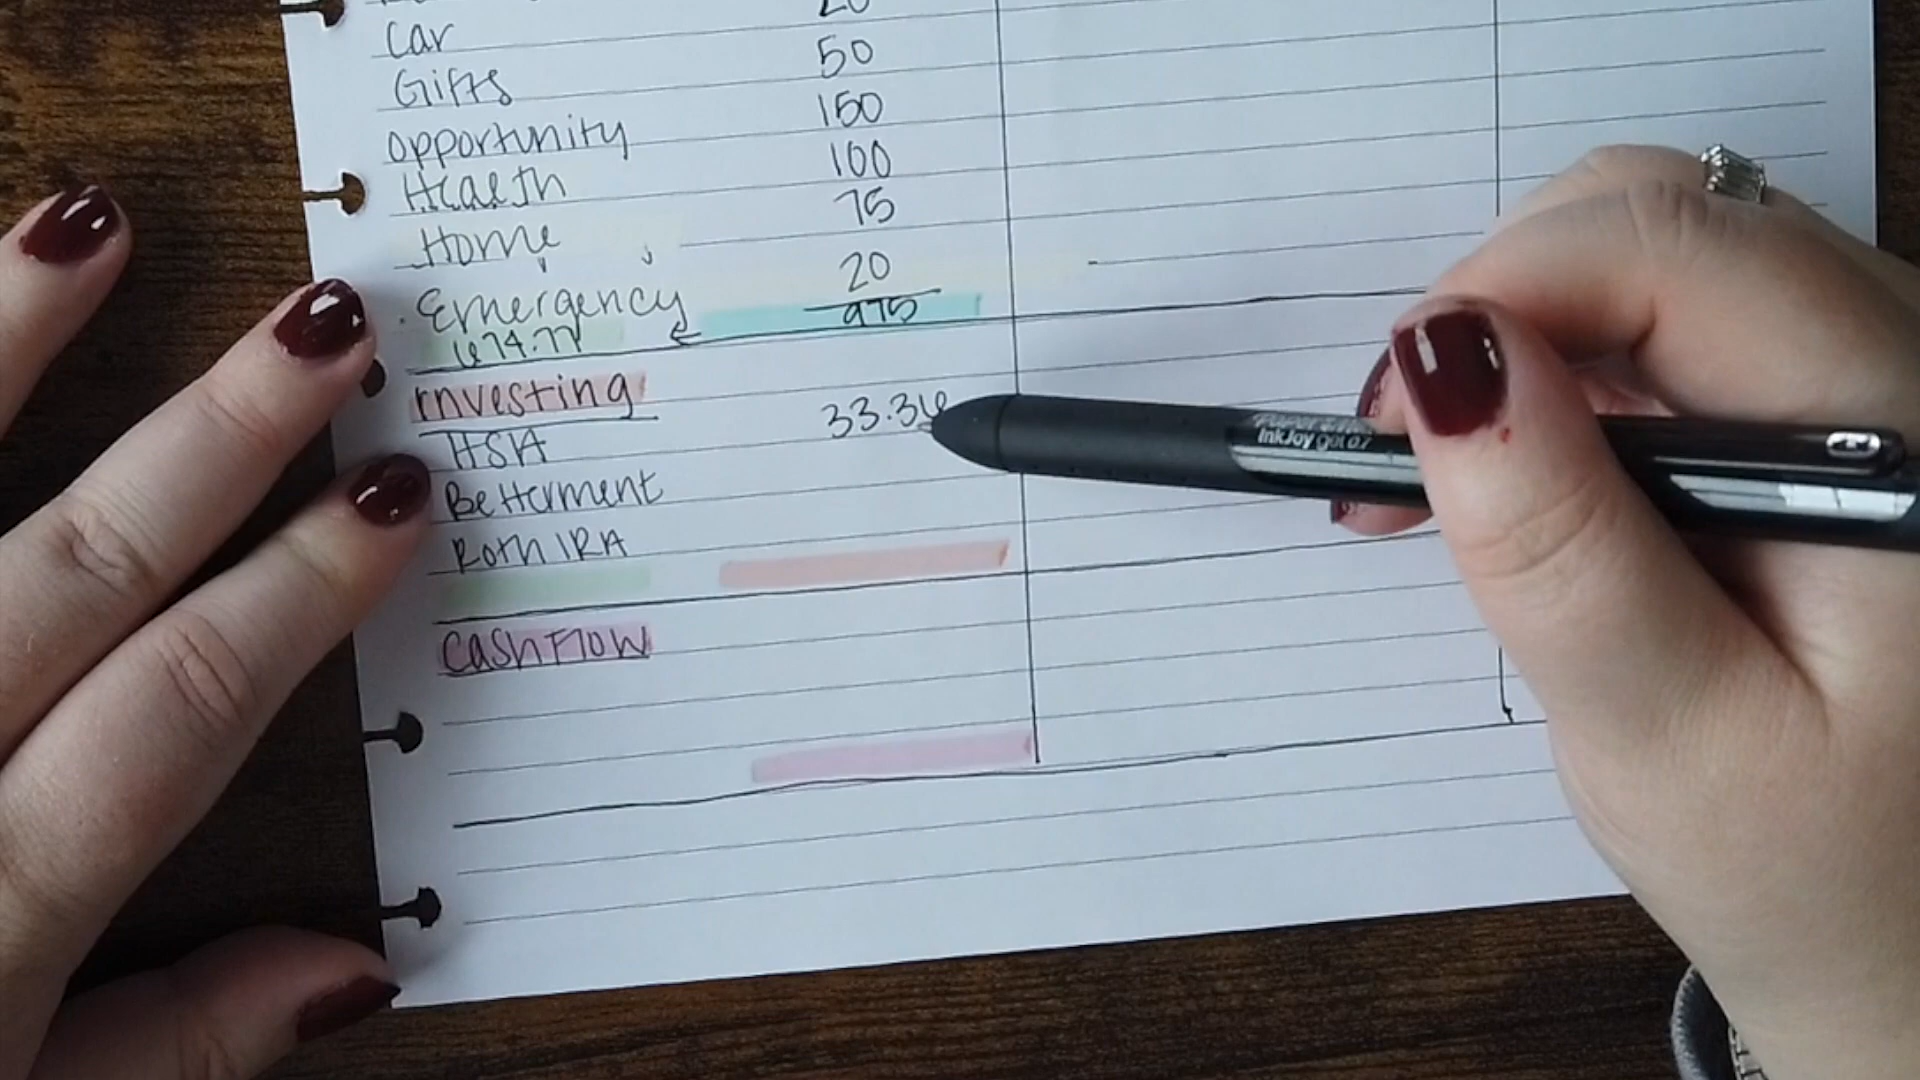 Car 50
Gifts 150
opportunity 100
Health 75
Home 20
Emergency 975
674.77
Investing
HSA 33.36
Betterment
Roth IRA
CashFlow
InkJoy gel 0.7